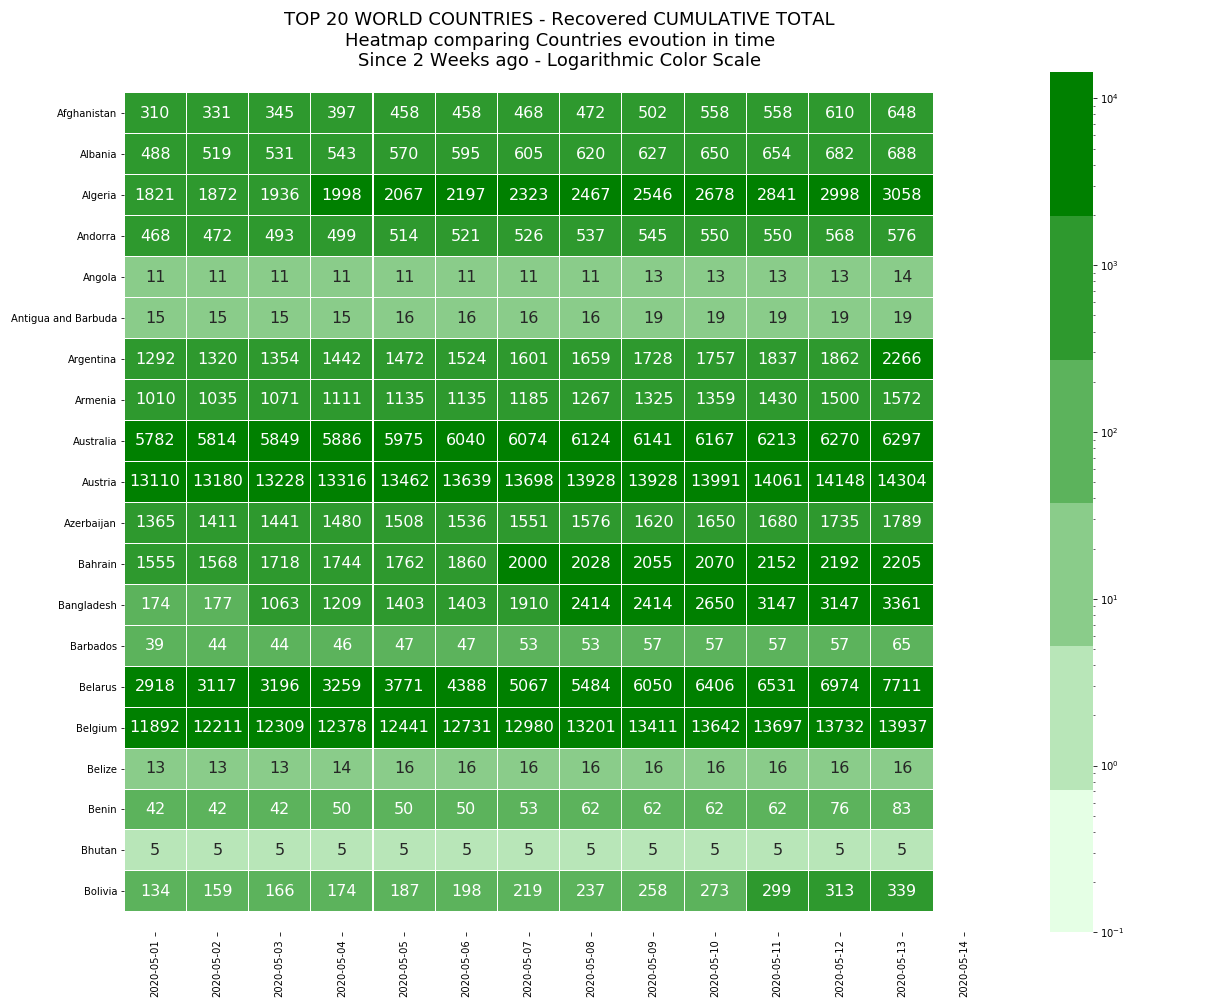 TOP 20 WORLD COUNTRIES - Recovered CUMULATIVE TOTAL
Heatmap comparing Countries evoution in time
Since 2 Weeks ago - Logarithmic Color Scale
Afghanistan 310 331 345 397 458 458 468 472 502 558 558 610 648
Albania 488 519 531 543 570 595 605 620 627 650 654 682 688
Algeria 1821 1872 1936 1998 2067 2197 2323 2467 2546 2678 2841 2998 3058
Andorra 468 472 493 499 514 521 526 537 545 550 550 568 576
Angola 11 11 11 11 11 11 11 11 13 13 13 13 14
Antigua and Barbuda 15 15 15 15 16 16 16 16 19 19 19 19 19
Argentina 1292 1320 1354 1442 1472 1524 1601 1659 1728 1757 1837 1862 2266
Armenia 1010 1035 1071 1111 1135 1135 1185 1267 1325 1359 1430 1500 1572
Australia 5782 5814 5849 5886 5975 6040 6074 6124 6141 6167 6213 6270 6297
Austria 13110 13180 13228 13316 13462 13639 13698 13928 13928 13991 14061 14148 14304
Azerbaijan 1365 1411 1441 1480 1508 1536 1551 1576 1620 1650 1680 1735 1789
Bahrain 1555 1568 1718 1744 1762 1860 2000 2028 2055 2070 2152 2192 2205
Bangladesh 174 177 1063 1209 1403 1403 1910 2414 2414 2650 3147 3147 3361
Barbados 39 44 44 46 47 47 53 53 57 57 57 57 65
Belarus 2918 3117 3196 3259 3771 4388 5067 5484 6050 6406 6531 6974 7711
Belgium 11892 12211 12309 12378 12441 12731 12980 13201 13411 13642 13697 13732 13937
Belize 13 13 13 14 16 16 16 16 16 16 16 16 16
Benin 42 42 42 50 50 50 53 62 62 62 62 76 83
Bhutan 5 5 5 5 5 5 5 5 5 5 5 5 5
Bolivia 134 159 166 174 187 198 219 237 258 273 299 313 339
2020-05-01 2020-05-02 2020-05-03 2020-05-04 2020-05-05 2020-05-06 2020-05-07 2020-05-08 2020-05-09 2020-05-10 2020-05-11 2020-05-12 2020-05-13 2020-05-14
10⁴
10³
10²
10¹
10⁰
10⁻¹